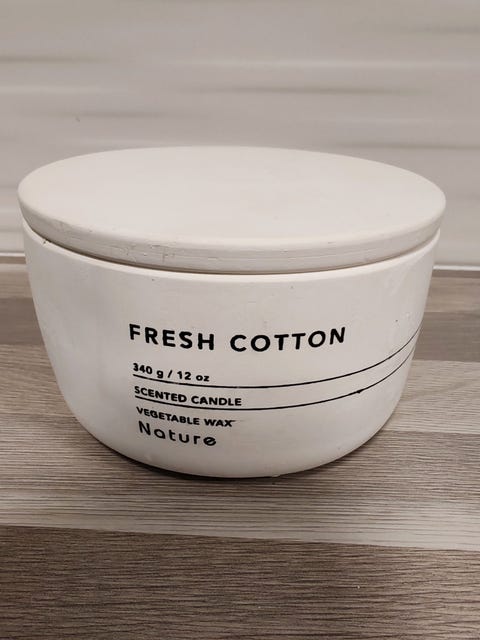 FRESH COTTON
340 g / 12 oz
SCENTED CANDLE
VEGETABLE WAX
Nature